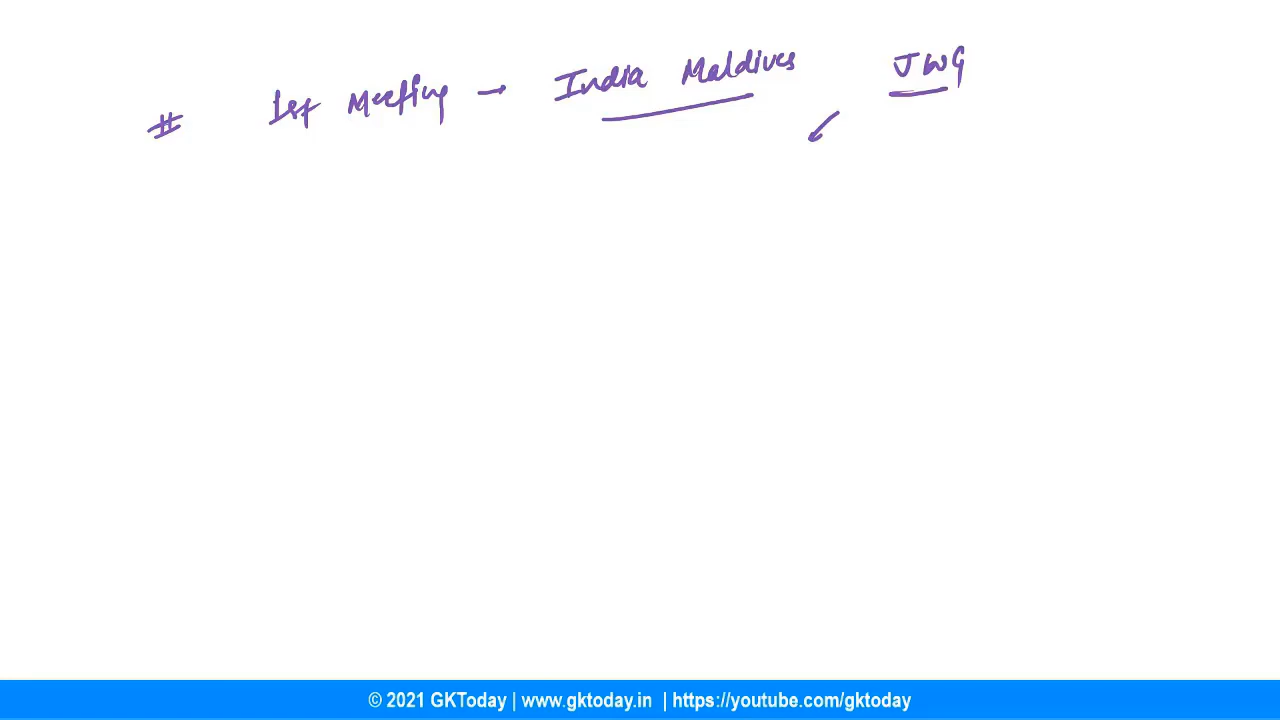 # 1st Meeting → India Maldives JWG
© 2021 GKToday | www.gktoday.in | https://youtube.com/gktoday